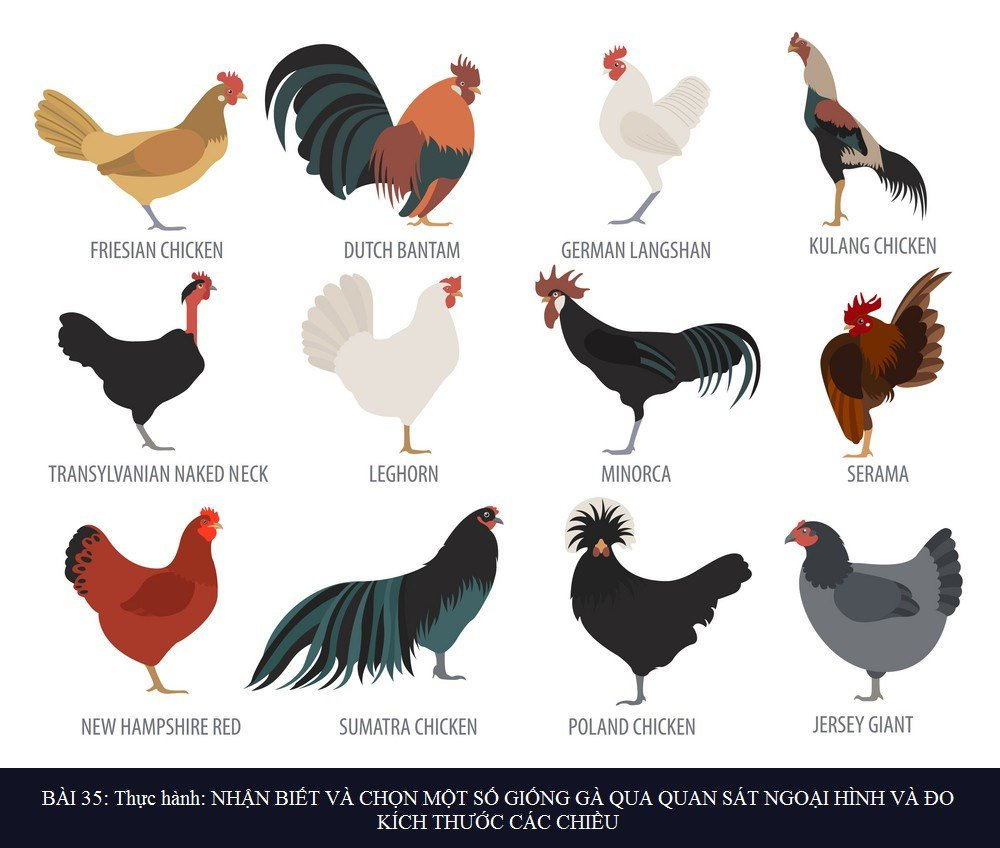 FRIESIAN CHICKEN
DUTCH BANTAM
GERMAN LANGSHAN
KULANG CHICKEN
TRANSYLVANIAN NAKED NECK
LEGHORN
MINORCA
SERAMA
NEW HAMPSHIRE RED
SUMATRA CHICKEN
POLAND CHICKEN
JERSEY GIANT
BÀI 35: Thực hành: NHẬN BIẾT VÀ CHỌN MỘT SỐ GIỐNG GÀ QUA QUAN SÁT NGOẠI HÌNH VÀ ĐO
KÍCH THƯỚC CÁC CHIỀU